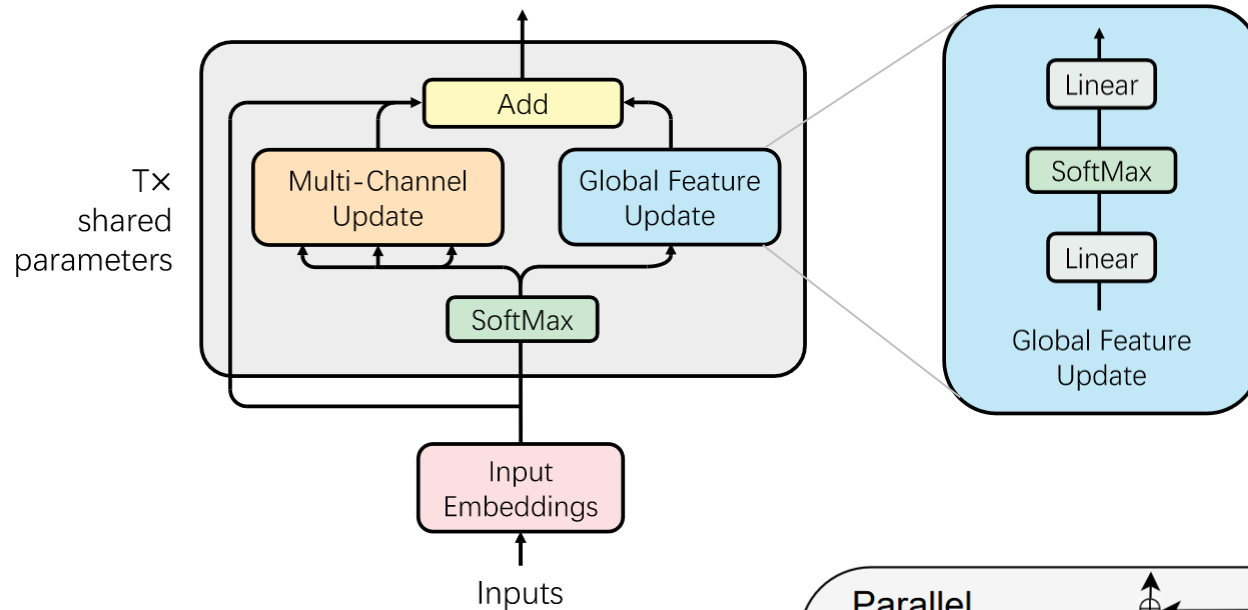 Add
Multi-Channel
Update
Global Feature
Update
T×
shared
parameters
SoftMax
Input
Embeddings
Inputs
Linear
SoftMax
Linear
Global Feature
Update
Parallel